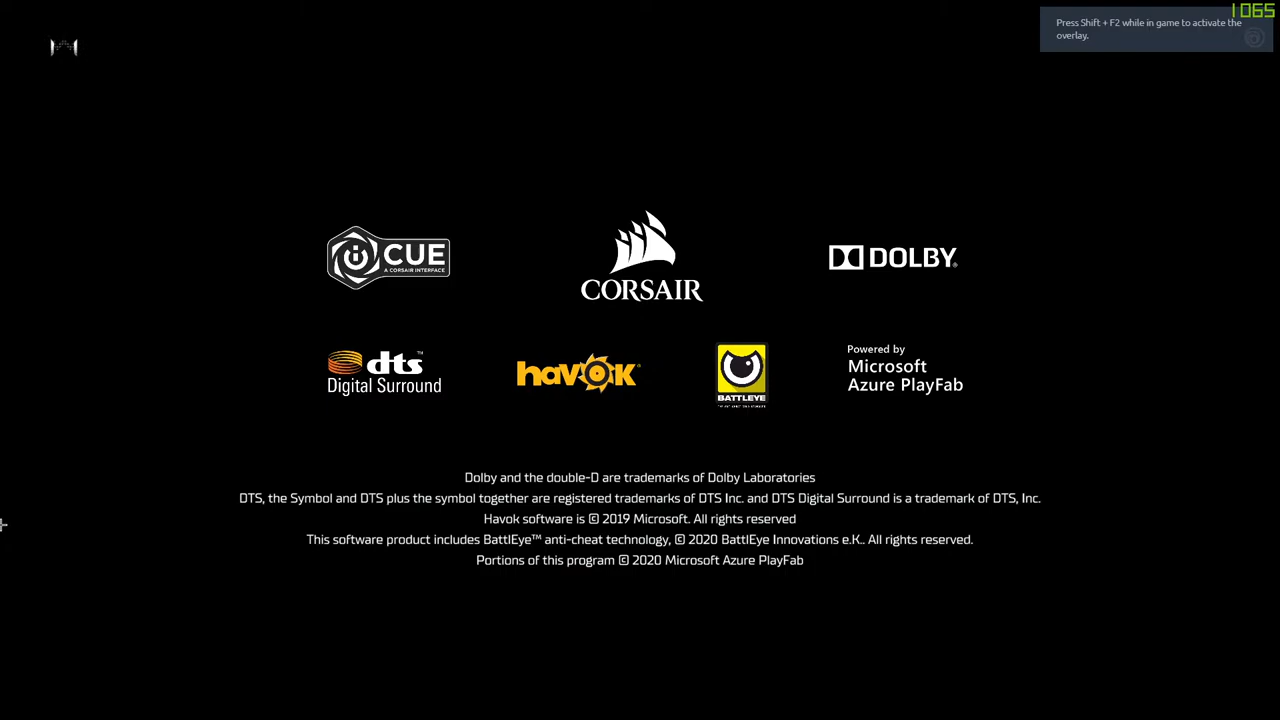 1065
Press Shift + F2 while in game to activate the
overlay.
iCUE
A CORSAIR INTERFACE
CORSAIR
DOLBY®
dts™
Digital Surround
havok®
BATTLEYE
Powered by
Microsoft
Azure PlayFab
Dolby and the double-D are trademarks of Dolby Laboratories
DTS, the Symbol and DTS plus the symbol together are registered trademarks of DTS Inc. and DTS Digital Surround is a trademark of DTS, Inc.
Havok software is © 2019 Microsoft. All rights reserved
This software product includes BattlEye™ anti-cheat technology, © 2020 BattlEye Innovations e.K.. All rights reserved.
Portions of this program © 2020 Microsoft Azure PlayFab